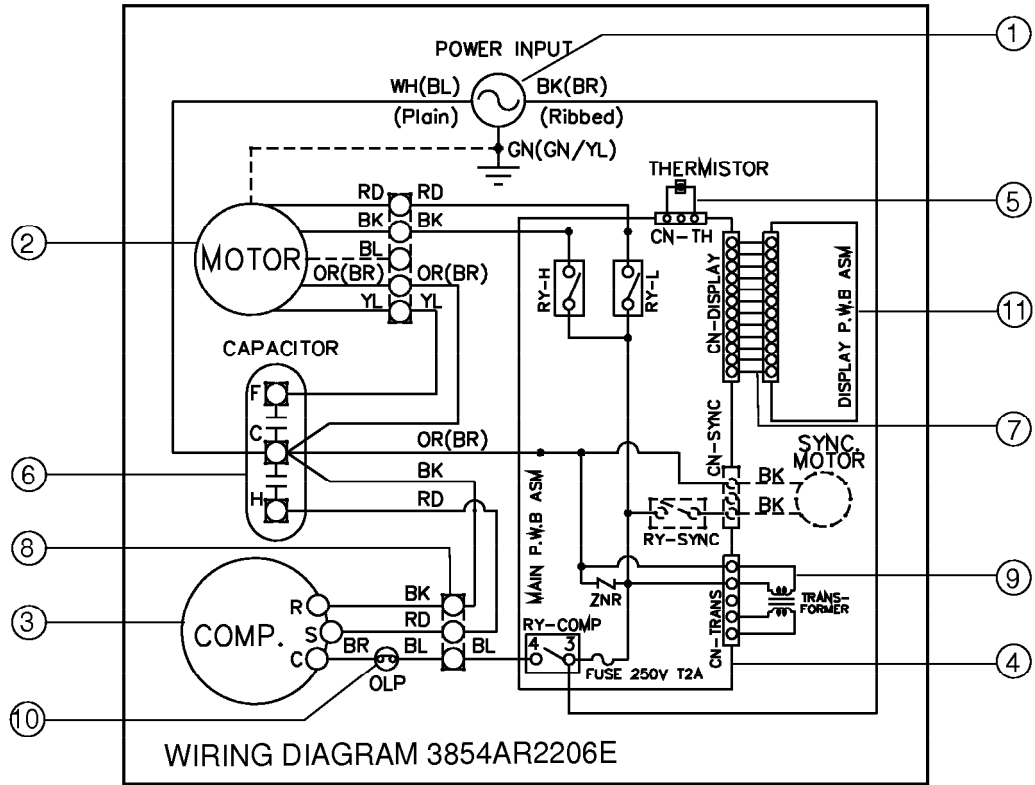 POWER INPUT
1
WH(BL)
BK(BR)
(Plain)
(Ribbed)
GN(GN/YL)
THERMISTOR
5
CN-TH
RD
RD
BK
BK
BL
OR(BR)
OR(BR)
YL
YL
2
MOTOR
RY-H
RY-L
CN-DISPLAY
DISPLAY P.W.B ASM
11
7
CAPACITOR
F
C
H
6
OR(BR)
BK
RD
MAIN P.W.B ASM
CN-SYNC
SYNC.
MOTOR
BK
BK
RY-SYNC
8
3
COMP.
R
S
C
BK
RD
BR
BL
BL
OLP
10
ZNR
RY-COMP
4
3
FUSE 250V T2A
CN-TRANS
TRANS-
FORMER
9
4
WIRING DIAGRAM 3854AR2206E